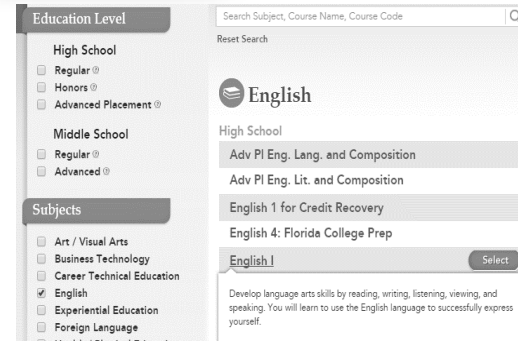 Education Level
High School
Regular
Honors
Advanced Placement
Middle School
Regular
Advanced
Subjects
Art / Visual Arts
Business Technology
Career Technical Education
English
Experiential Education
Foreign Language
Search Subject, Course Name, Course Code
Reset Search
English
High School
Adv Pl Eng. Lang. and Composition
Adv Pl Eng. Lit. and Composition
English 1 for Credit Recovery
English 4: Florida College Prep
English I
Select
Develop language arts skills by reading, writing, listening, viewing, and
speaking. You will learn to use the English language to successfully express
yourself.